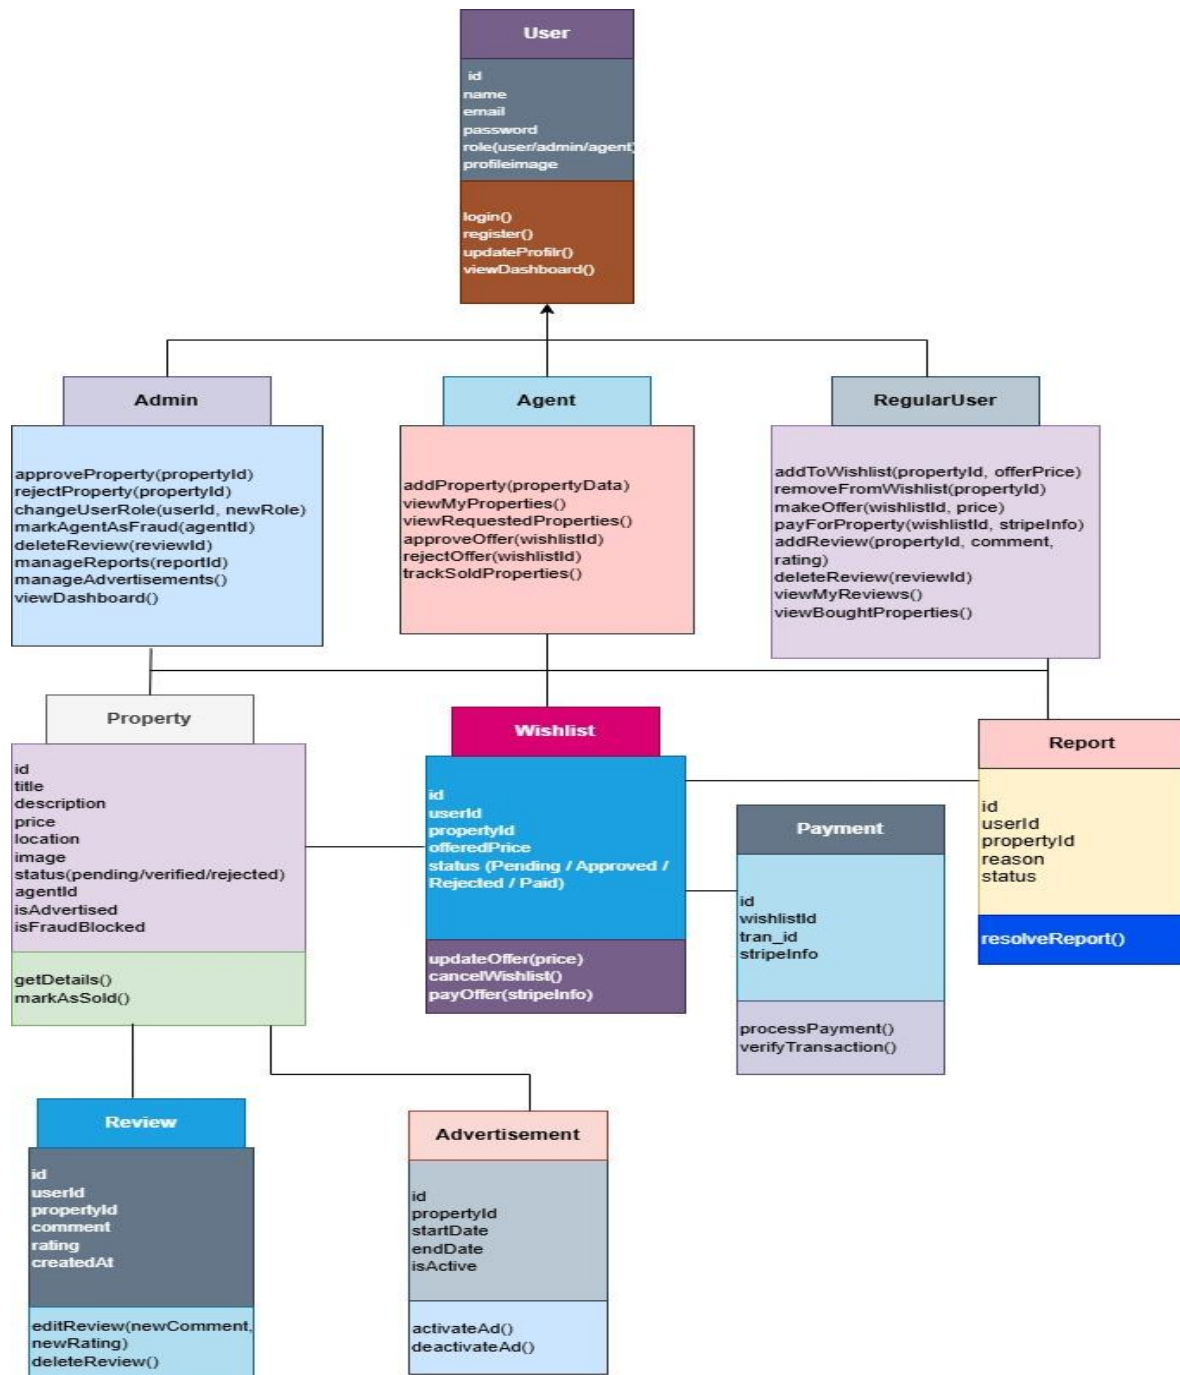 User
id
name
email
password
role(user/admin/agent)
profileimage
login()
register()
updateProfilr()
viewDashboard()
Admin
approveProperty(propertyId)
rejectProperty(propertyId)
changeUserRole(userId, newRole)
markAgentAsFraud(agentId)
deleteReview(reviewId)
manageReports(reportId)
manageAdvertisements()
viewDashboard()
Agent
addProperty(propertyData)
viewMyProperties()
viewRequestedProperties()
approveOffer(wishlistId)
rejectOffer(wishlistId)
trackSoldProperties()
RegularUser
addToWishlist(propertyId, offerPrice)
removeFromWishlist(propertyId)
makeOffer(wishlistId, price)
payForProperty(wishlistId, stripeInfo)
addReview(propertyId, comment,
rating)
deleteReview(reviewId)
viewMyReviews()
viewBoughtProperties()
Property
id
title
description
price
location
image
status(pending/verified/rejected)
agentId
isAdvertised
isFraudBlocked
getDetails()
markAsSold()
Wishlist
id
userId
propertyId
offeredPrice
status (Pending / Approved /
Rejected / Paid)
updateOffer(price)
cancelWishlist()
payOffer(stripeInfo)
Payment
id
wishlistId
tran_id
stripeInfo
processPayment()
verifyTransaction()
Report
id
userId
propertyId
reason
status
resolveReport()
Review
id
userId
propertyId
comment
rating
createdAt
editReview(newComment,
newRating)
deleteReview()
Advertisement
id
propertyId
startDate
endDate
isActive
activateAd()
deactivateAd()